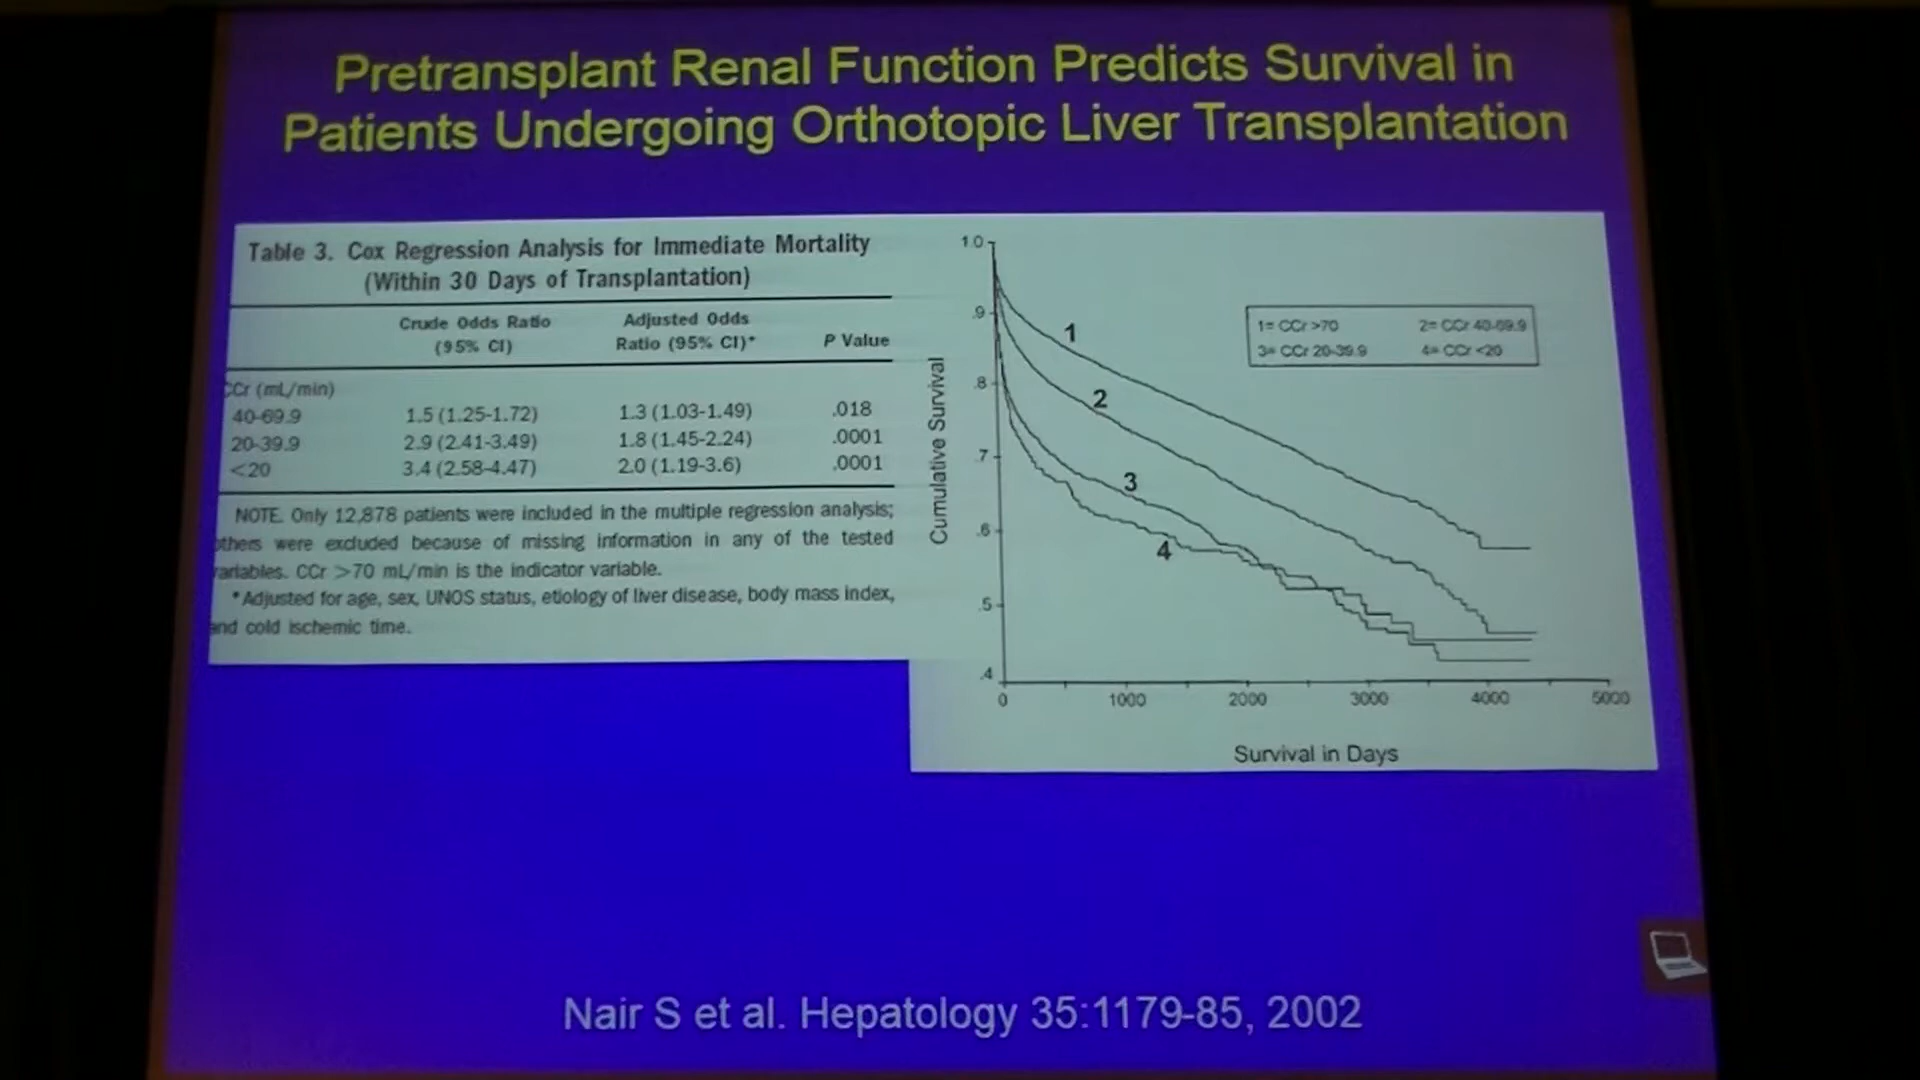 Pretransplant Renal Function Predicts Survival in
Patients Undergoing Orthotopic Liver Transplantation
Table 3. Cox Regression Analysis for Immediate Mortality
(Within 30 Days of Transplantation)
Crude Odds Ratio (95% CI)
Adjusted Odds Ratio (95% CI)*
P Value
CCr (mL/min)
40-69.9 1.5 (1.25-1.72) 1.3 (1.03-1.49) .018
20-39.9 2.9 (2.41-3.49) 1.8 (1.45-2.24) .0001
<20 3.4 (2.58-4.47) 2.0 (1.19-3.6) .0001
NOTE. Only 12,878 patients were included in the multiple regression analysis;
others were excluded because of missing information in any of the tested
variables. CCr >70 mL/min is the indicator variable.
*Adjusted for age, sex, UNOS status, etiology of liver disease, body mass index,
and cold ischemic time.
Cumulative Survival
1.0
.9
.8
.7
.6
.5
.4
1
2
3
4
1= CCr >70 2= CCr 40-69.9
3= CCr 20-39.9 4= CCr <20
0 1000 2000 3000 4000 5000
Survival in Days
Nair S et al. Hepatology 35:1179-85, 2002